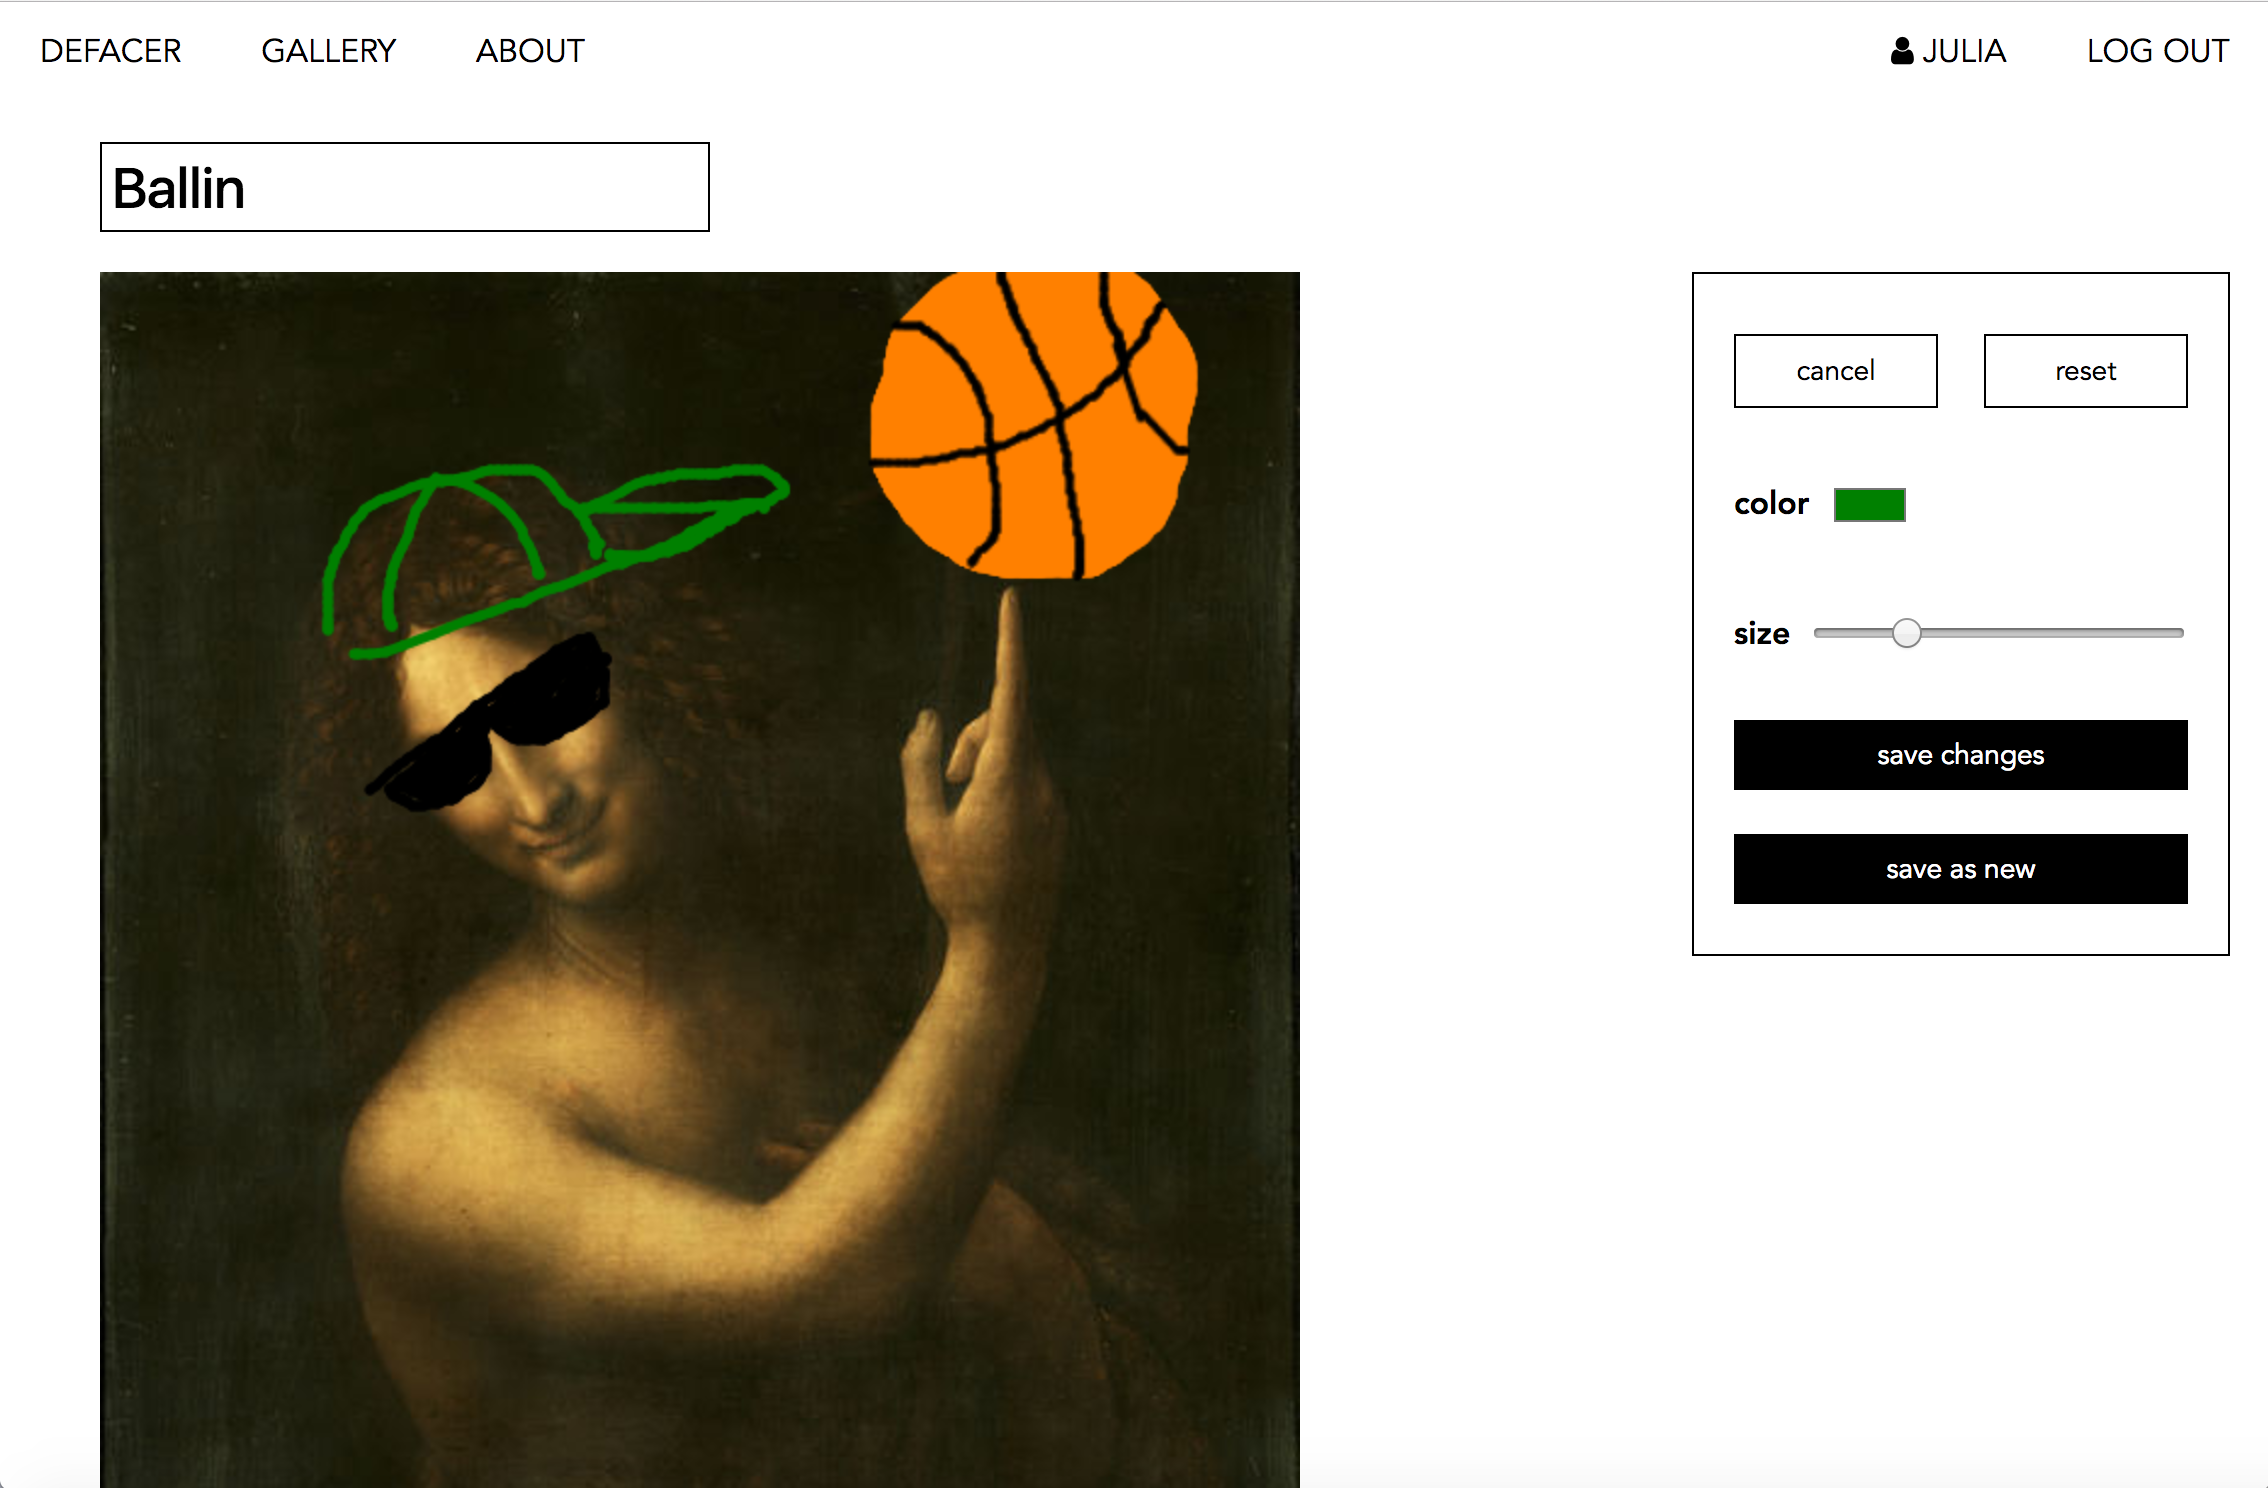 DEFACER GALLERY ABOUT JULIA LOG OUT
Ballin
cancel reset
color
size
save changes
save as new